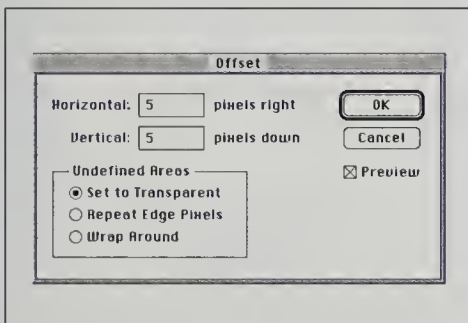 Offset
Horizontal: 5 pixels right
OK
Vertical: 5 pixels down
Cancel
Undefined Areas
Preview
Set to Transparent
Repeat Edge Pixels
Wrap Around